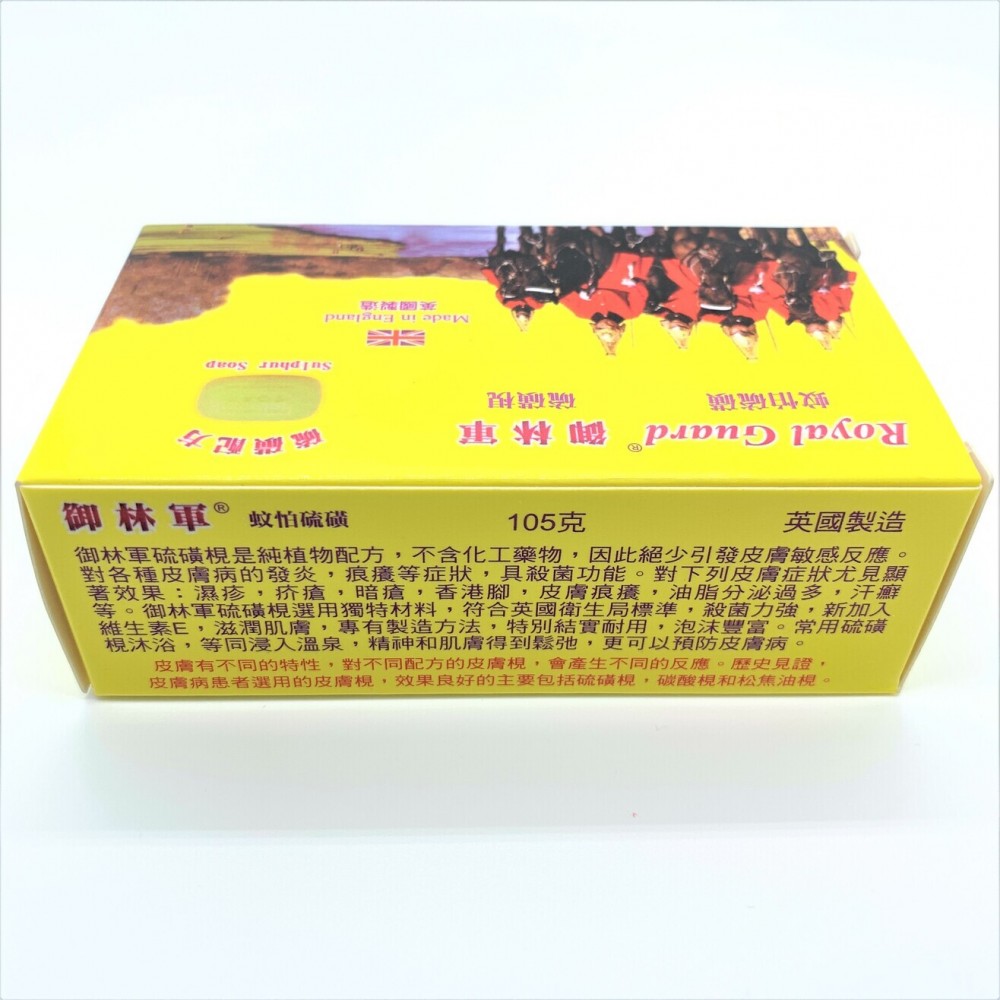 Royal Guard® 御林軍
蚊怕硫磺 硫磺梘
硫磺配方
Sulphur Soap
Made in England
英國製造
御林軍® 蚊怕硫磺 105克 英國製造
御林軍硫磺梘是純植物配方，不含化工藥物，因此絕少引發皮膚敏感反應。
對各種皮膚病的發炎，痕癢等症狀，具殺菌功能。對下列皮膚症狀尤見顯
著效果：濕疹，疥瘡，暗瘡，香港腳，皮膚痕癢，油脂分泌過多，汗癬
等。御林軍硫磺梘選用獨特材料，符合英國衛生局標準，殺菌力強，新加入
維生素E，滋潤肌膚，專有製造方法，特別結實耐用，泡沫豐富。常用硫磺
梘沐浴，等同浸入溫泉，精神和肌膚得到鬆弛，更可以預防皮膚病。
皮膚有不同的特性，對不同配方的皮膚梘，會產生不同的反應。歷史見證，
皮膚病患者選用的皮膚梘，效果良好的主要包括硫磺梘，碳酸梘和松焦油梘。